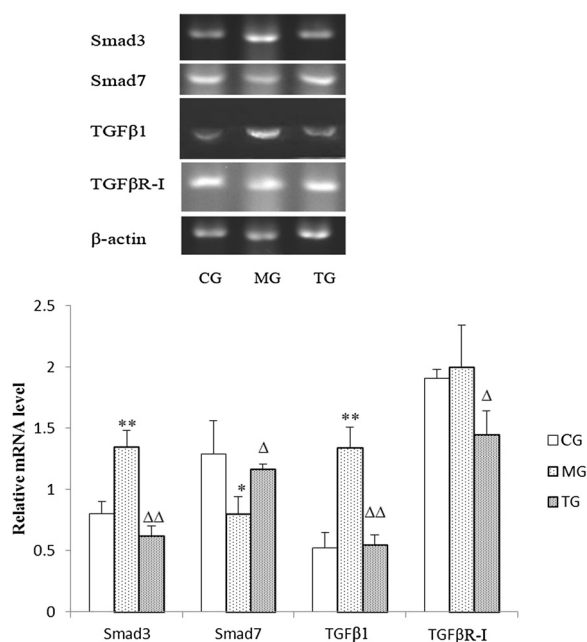 Smad3
Smad7
TGFβ1
TGFβR-I
β-actin
CG MG TG
Relative mRNA level
2.5
2
1.5
1
0.5
0
**
ΔΔ
*
Δ
**
ΔΔ
Δ
CG
MG
TG
Smad3 Smad7 TGFβ1 TGFβR-I